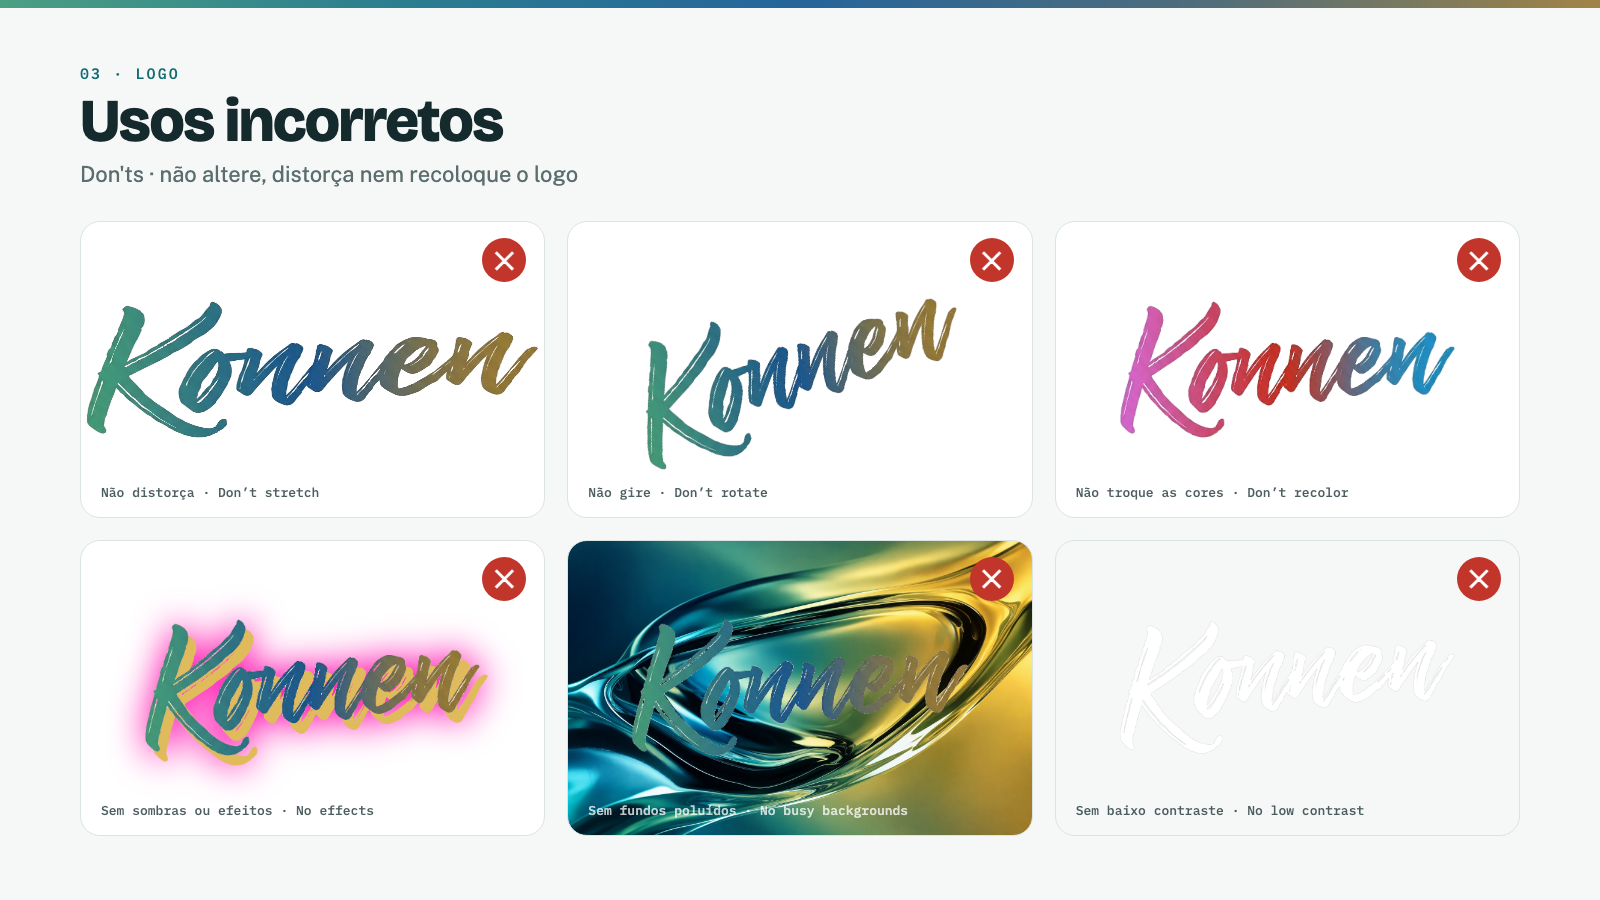 03 · LOGO
Usos incorretos
Don'ts · não altere, distorça nem recoloque o logo
Konnen
Não distorça · Don’t stretch
Konnen
Não gire · Don’t rotate
Konnen
Não troque as cores · Don’t recolor
Konnen
Sem sombras ou efeitos · No effects
Konnen
Sem fundos poluídos · No busy backgrounds
Konnen
Sem baixo contraste · No low contrast